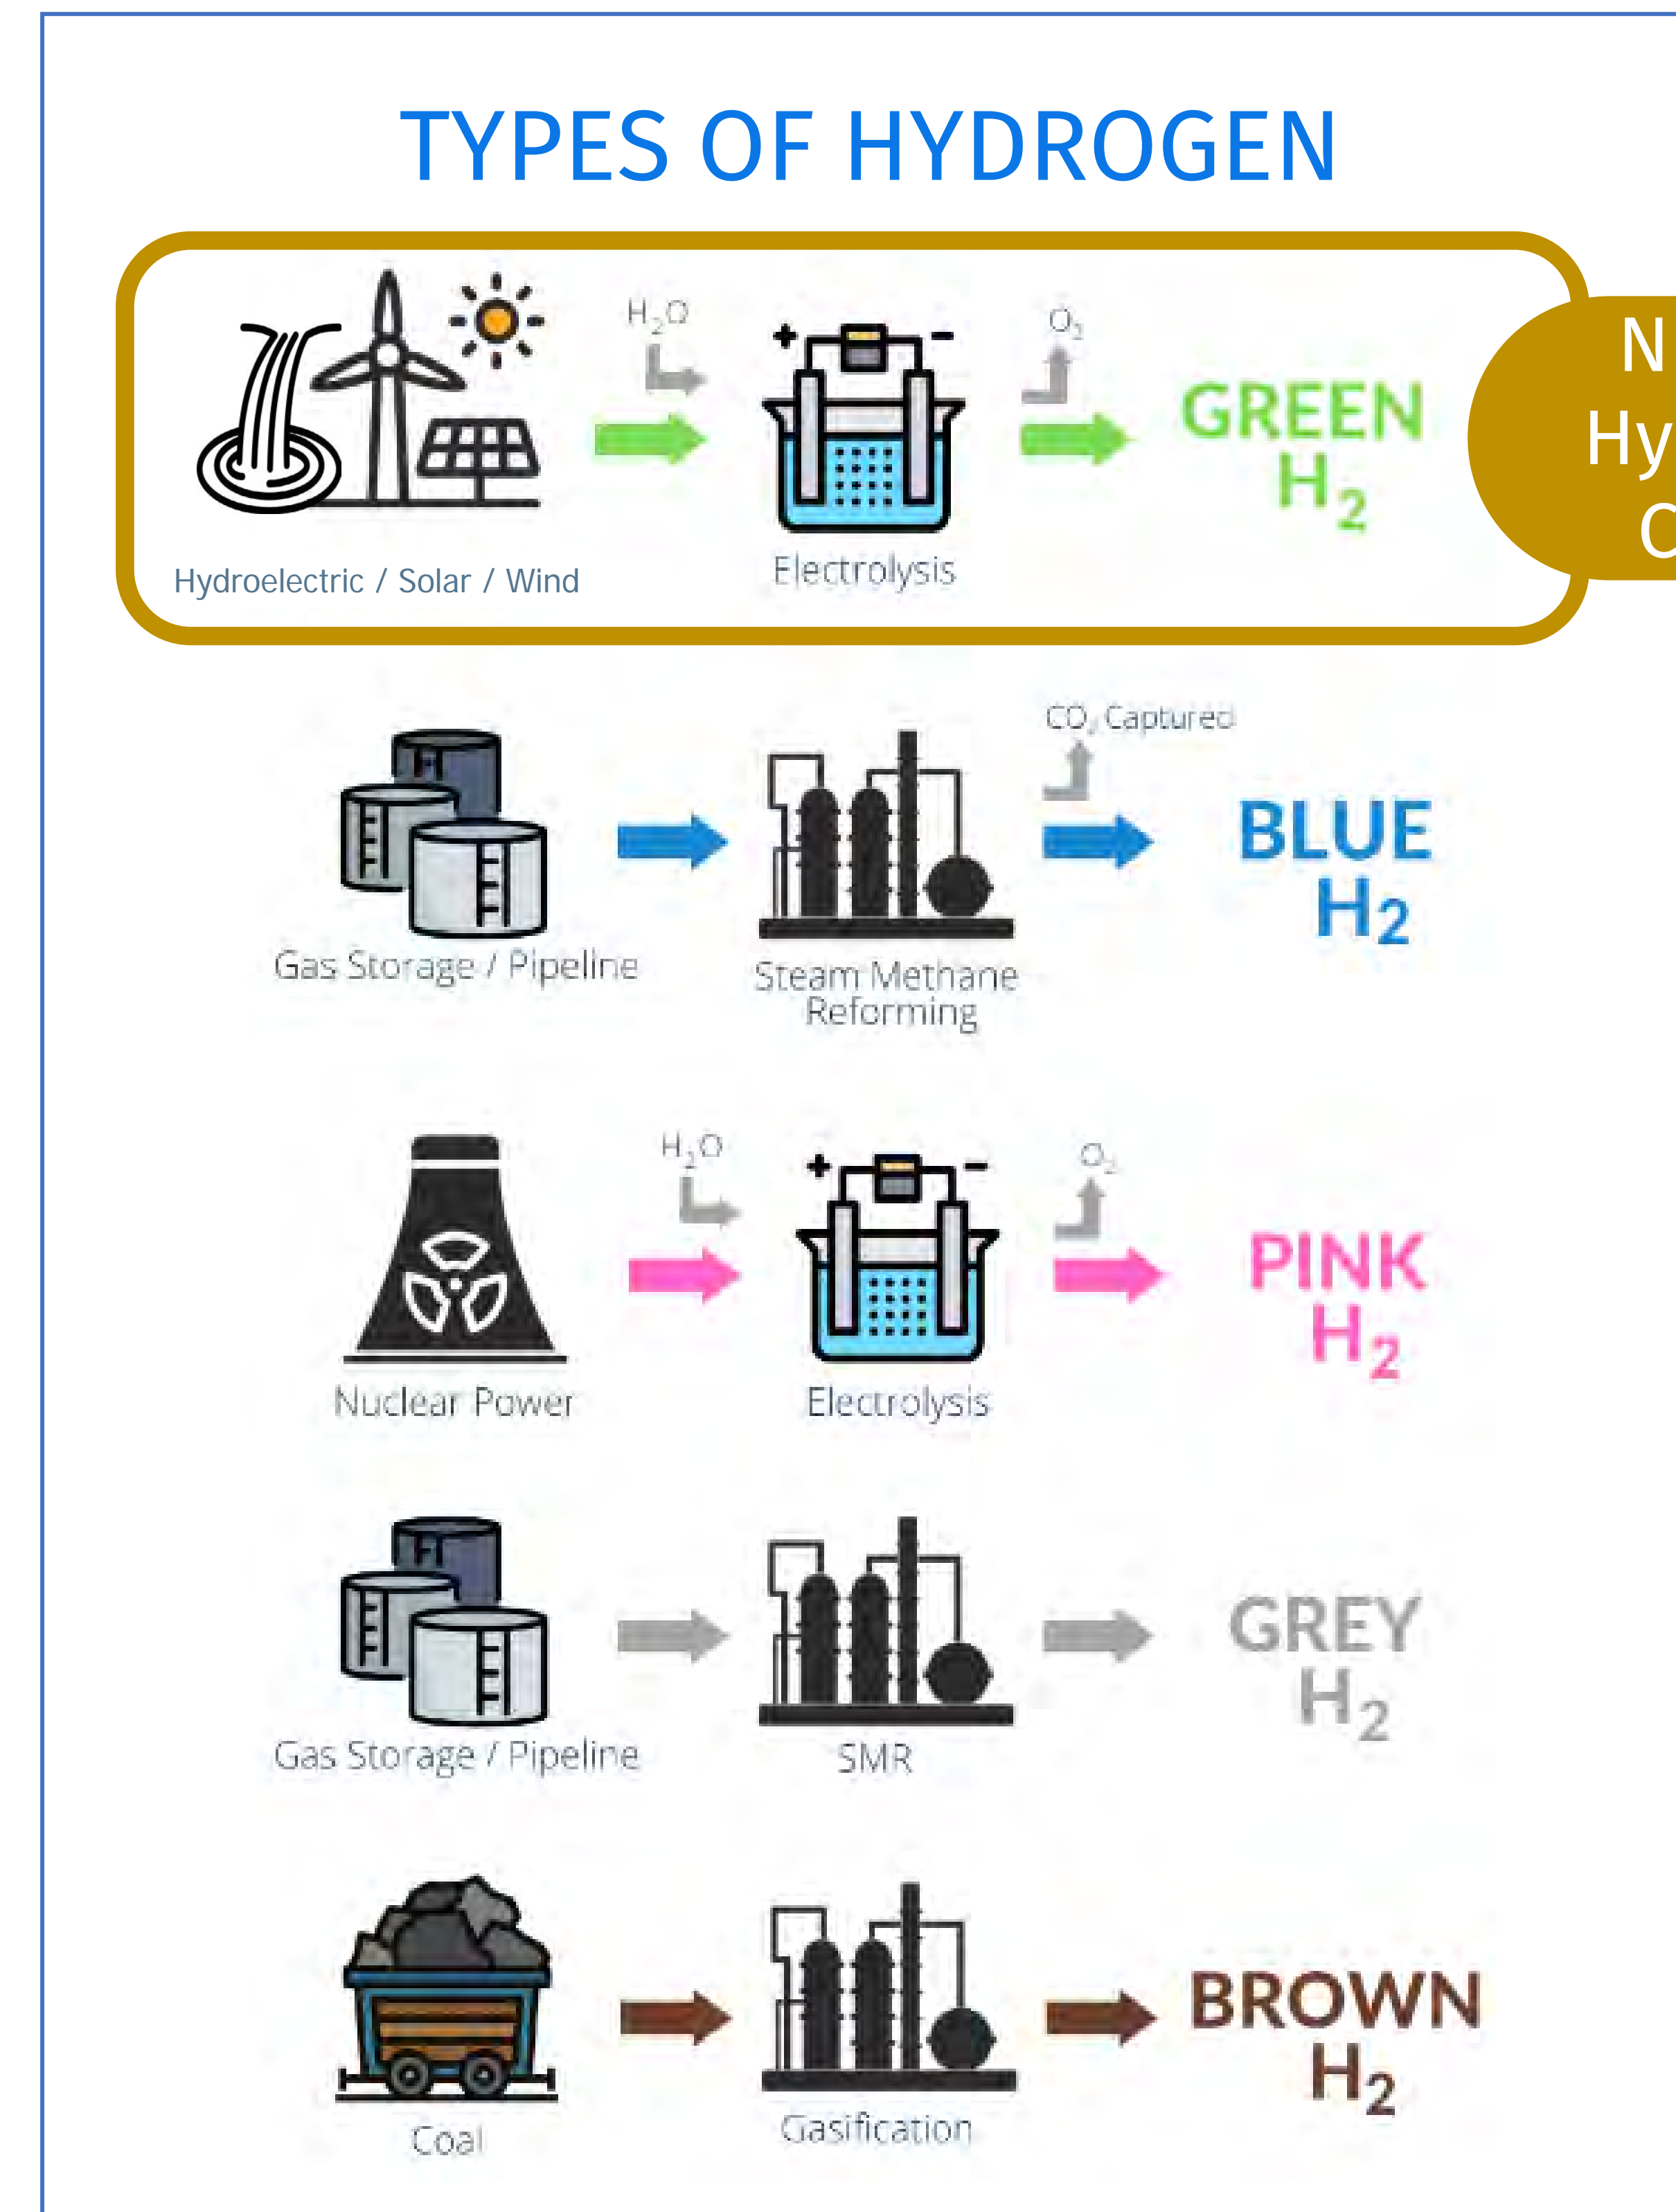 TYPES OF HYDROGEN
H₂O
O₂
GREEN
H₂
Hydroelectric / Solar / Wind
Electrolysis
CO₂ Captured
BLUE
H₂
Gas Storage / Pipeline
Steam Methane
Reforming
H₂O
O₂
PINK
H₂
Nuclear Power
Electrolysis
GREY
H₂
Gas Storage / Pipeline
SMR
BROWN
H₂
Coal
Gasification